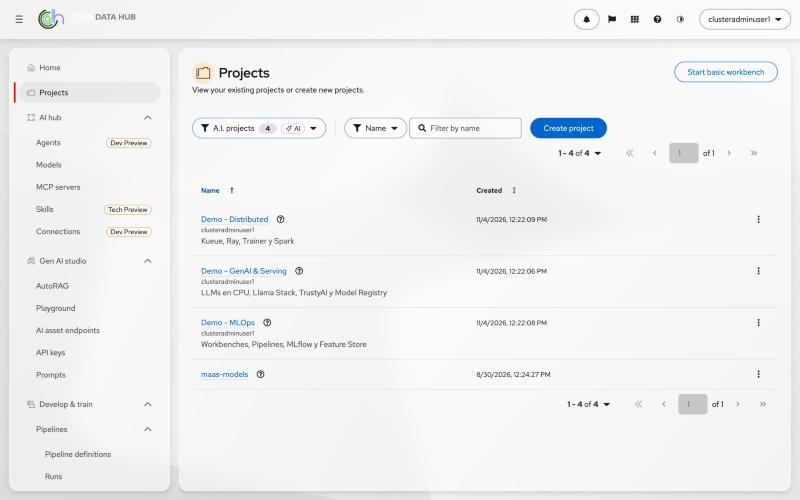 DATA HUB
clusteradminuser1
Home
Projects
AI hub
Agents
Dev Preview
Models
MCP servers
Skills
Tech Preview
Connections
Dev Preview
Gen AI studio
AutoRAG
Playground
AI asset endpoints
API keys
Prompts
Develop & train
Pipelines
Pipeline definitions
Runs
Projects
View your existing projects or create new projects.
Start basic workbench
A.I. projects 4 AI
Name
Filter by name
Create project
1 - 4 of 4
1 of 1
Name
Created
Demo - Distributed
clusteradminuser1
Kueue, Ray, Trainer y Spark
11/4/2026, 12:22:09 PM
Demo - GenAI & Serving
clusteradminuser1
LLMs en CPU, Llama Stack, TrustyAI y Model Registry
11/4/2026, 12:22:06 PM
Demo - MLOps
clusteradminuser1
Workbenches, Pipelines, MLflow y Feature Store
11/4/2026, 12:22:08 PM
maas-models
8/30/2026, 12:24:27 PM
1 - 4 of 4
1 of 1